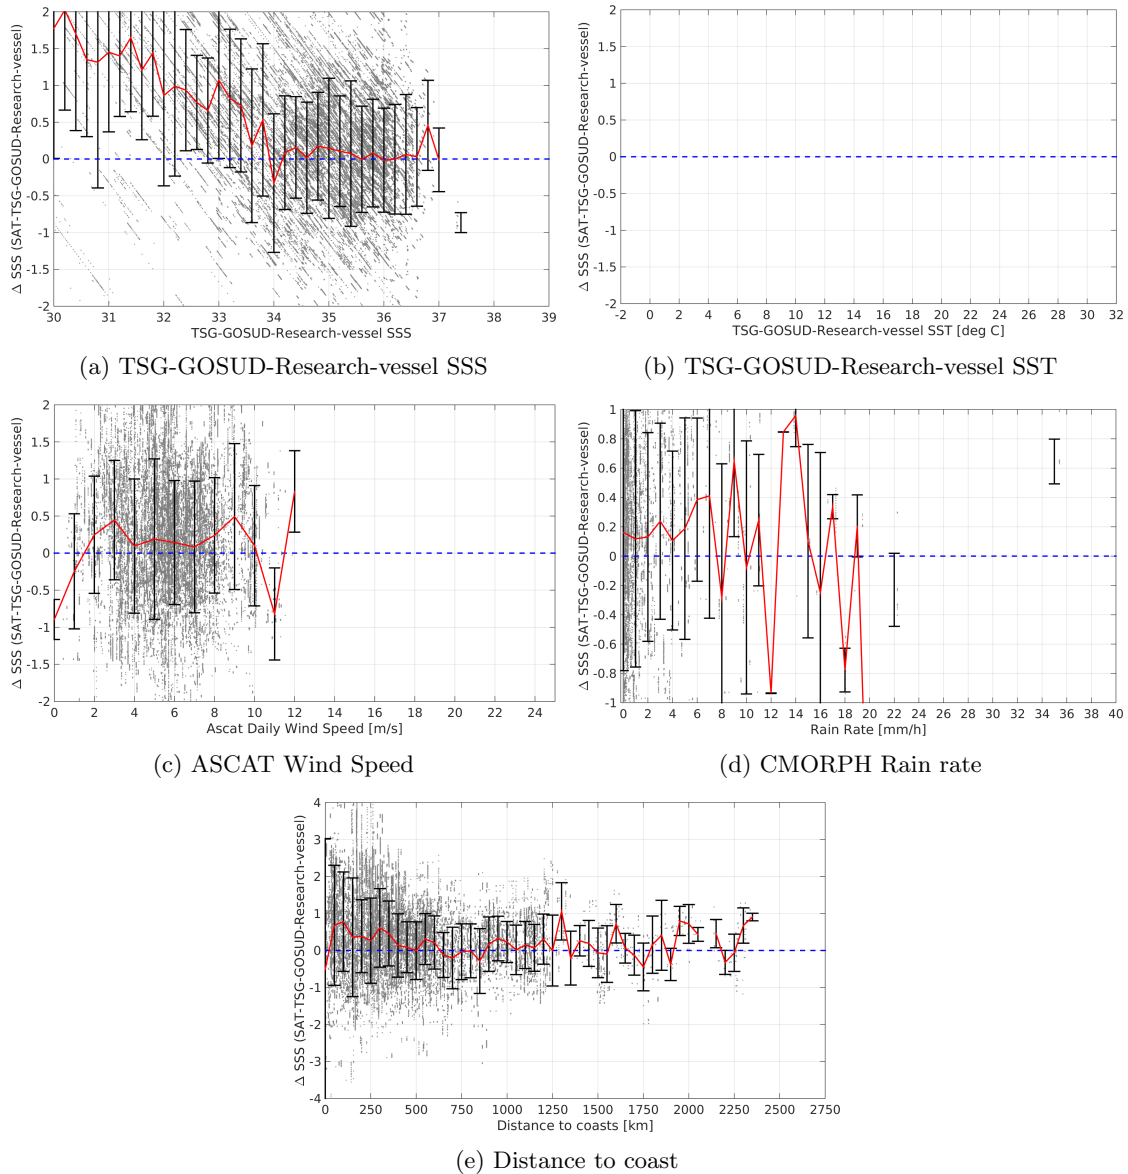 2
1.5
1
0.5
0
-0.5
-1
-1.5
-2
30 31 32 33 34 35 36 37 38 39
Δ SSS (SAT-TSG-GOSUD-Research-vessel)
TSG-GOSUD-Research-vessel SSS
(a) TSG-GOSUD-Research-vessel SSS
2
1.5
1
0.5
0
-0.5
-1
-1.5
-2
-2 0 2 4 6 8 10 12 14 16 18 20 22 24 26 28 30 32
Δ SSS (SAT-TSG-GOSUD-Research-vessel)
TSG-GOSUD-Research-vessel SST [deg C]
(b) TSG-GOSUD-Research-vessel SST
2
1.5
1
0.5
0
-0.5
-1
-1.5
-2
0 2 4 6 8 10 12 14 16 18 20 22 24
Δ SSS (SAT-TSG-GOSUD-Research-vessel)
Ascat Daily Wind Speed [m/s]
(c) ASCAT Wind Speed
1
0.8
0.6
0.4
0.2
0
-0.2
-0.4
-0.6
-0.8
-1
0 2 4 6 8 10 12 14 16 18 20 22 24 26 28 30 32 34 36 38 40
Δ SSS (SAT-TSG-GOSUD-Research-vessel)
Rain Rate [mm/h]
(d) CMORPH Rain rate
4
3
2
1
0
-1
-2
-3
-4
0 250 500 750 1000 1250 1500 1750 2000 2250 2500 2750
Δ SSS (SAT-TSG-GOSUD-Research-vessel)
Distance to coasts [km]
(e) Distance to coast